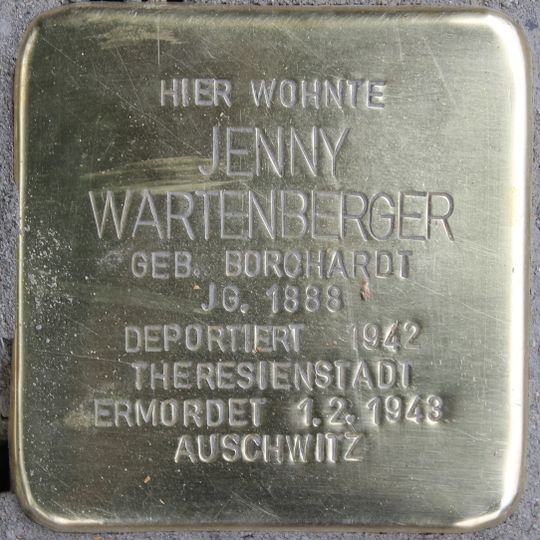 HIER WOHNTE
JENNY
WARTENBERGER
GEB. BORCHARDT
JG. 1888
DEPORTIERT 1942
THERESIENSTADT
ERMORDET 1.2.1943
AUSCHWITZ